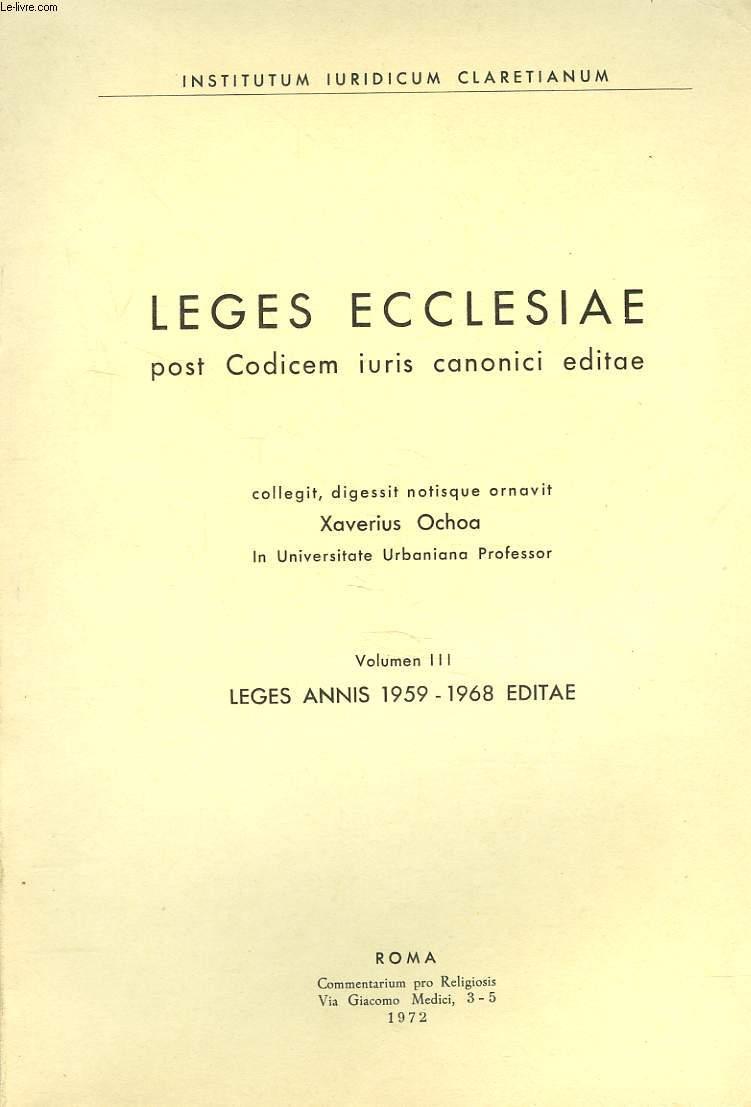 Le-livre.com
INSTITUTUM IURIDICUM CLARETIANUM
LEGES ECCLESIAE
post Codicem iuris canonici editae
collegit, digessit notisque ornavit
Xaverius Ochoa
In Universitate Urbaniana Professor
Volumen III
LEGES ANNIS 1959 - 1968 EDITAE
ROMA
Commentarium pro Religiosis
Via Giacomo Medici, 3 - 5
1972